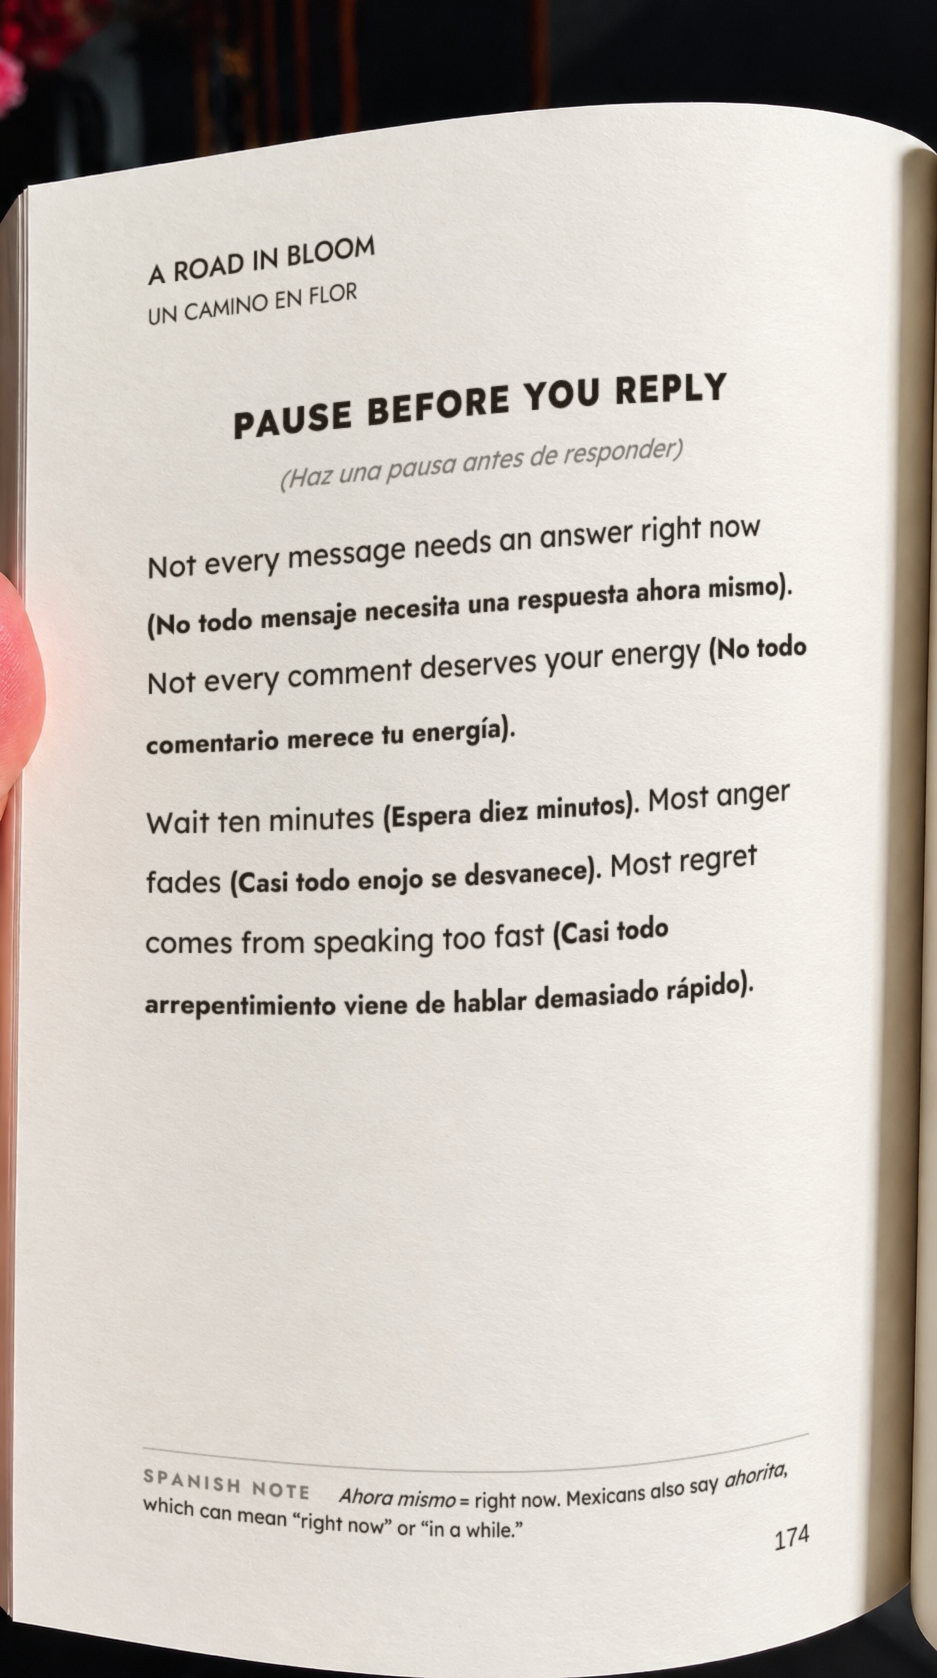 A ROAD IN BLOOM
UN CAMINO EN FLOR
PAUSE BEFORE YOU REPLY
(Haz una pausa antes de responder)
Not every message needs an answer right now
(No todo mensaje necesita una respuesta ahora mismo).
Not every comment deserves your energy (No todo
comentario merece tu energía).
Wait ten minutes (Espera diez minutos). Most anger
fades (Casi todo enojo se desvanece). Most regret
comes from speaking too fast (Casi todo
arrepentimiento viene de hablar demasiado rápido).
SPANISH NOTE Ahora mismo = right now. Mexicans also say ahorita,
which can mean “right now” or “in a while.”
174